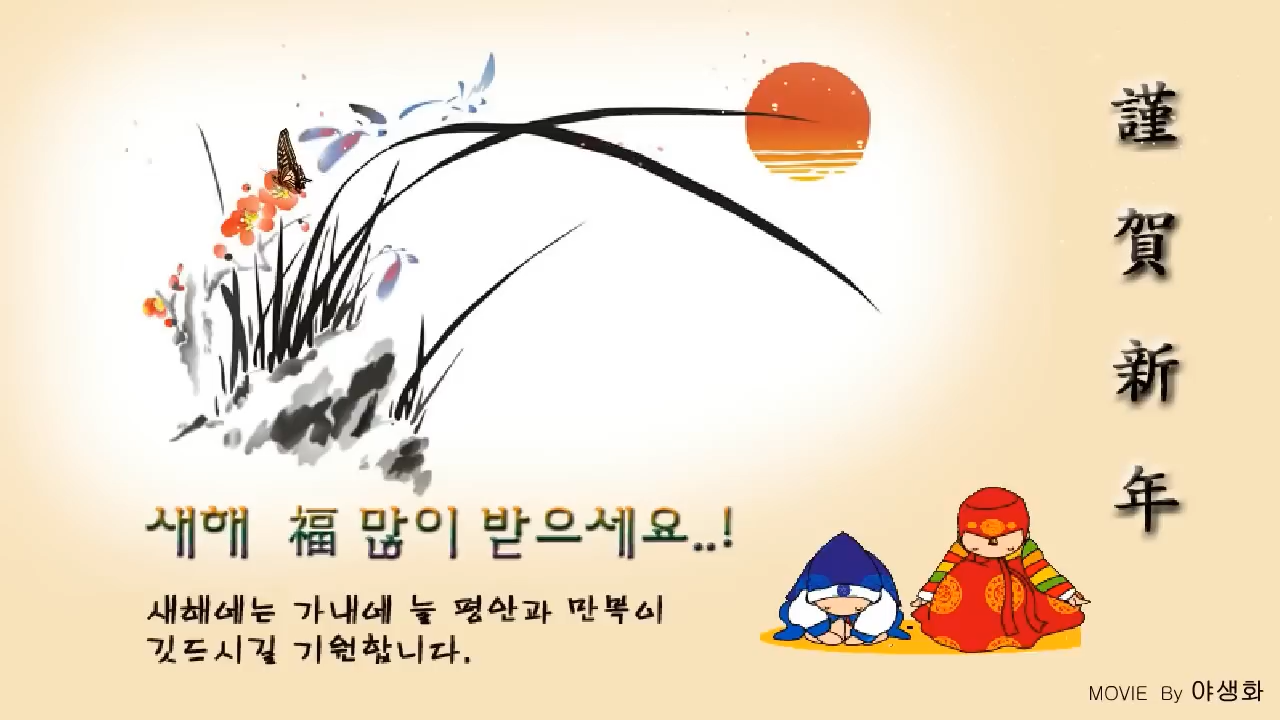 謹賀新年
새해 福 많이 받으세요..!
새해에는 가내에 늘 평안과 만복이
깃드시길 기원합니다.
MOVIE By 야생화